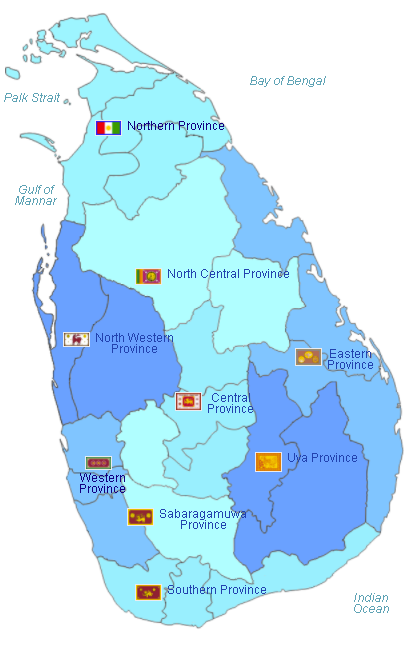 Bay of Bengal
Palk Strait
Northern Province
Gulf of
Mannar
North Central Province
North Western
Province
Eastern
Province
Central
Province
Uva Province
Western
Province
Sabaragamuwa
Province
Southern Province
Indian
Ocean